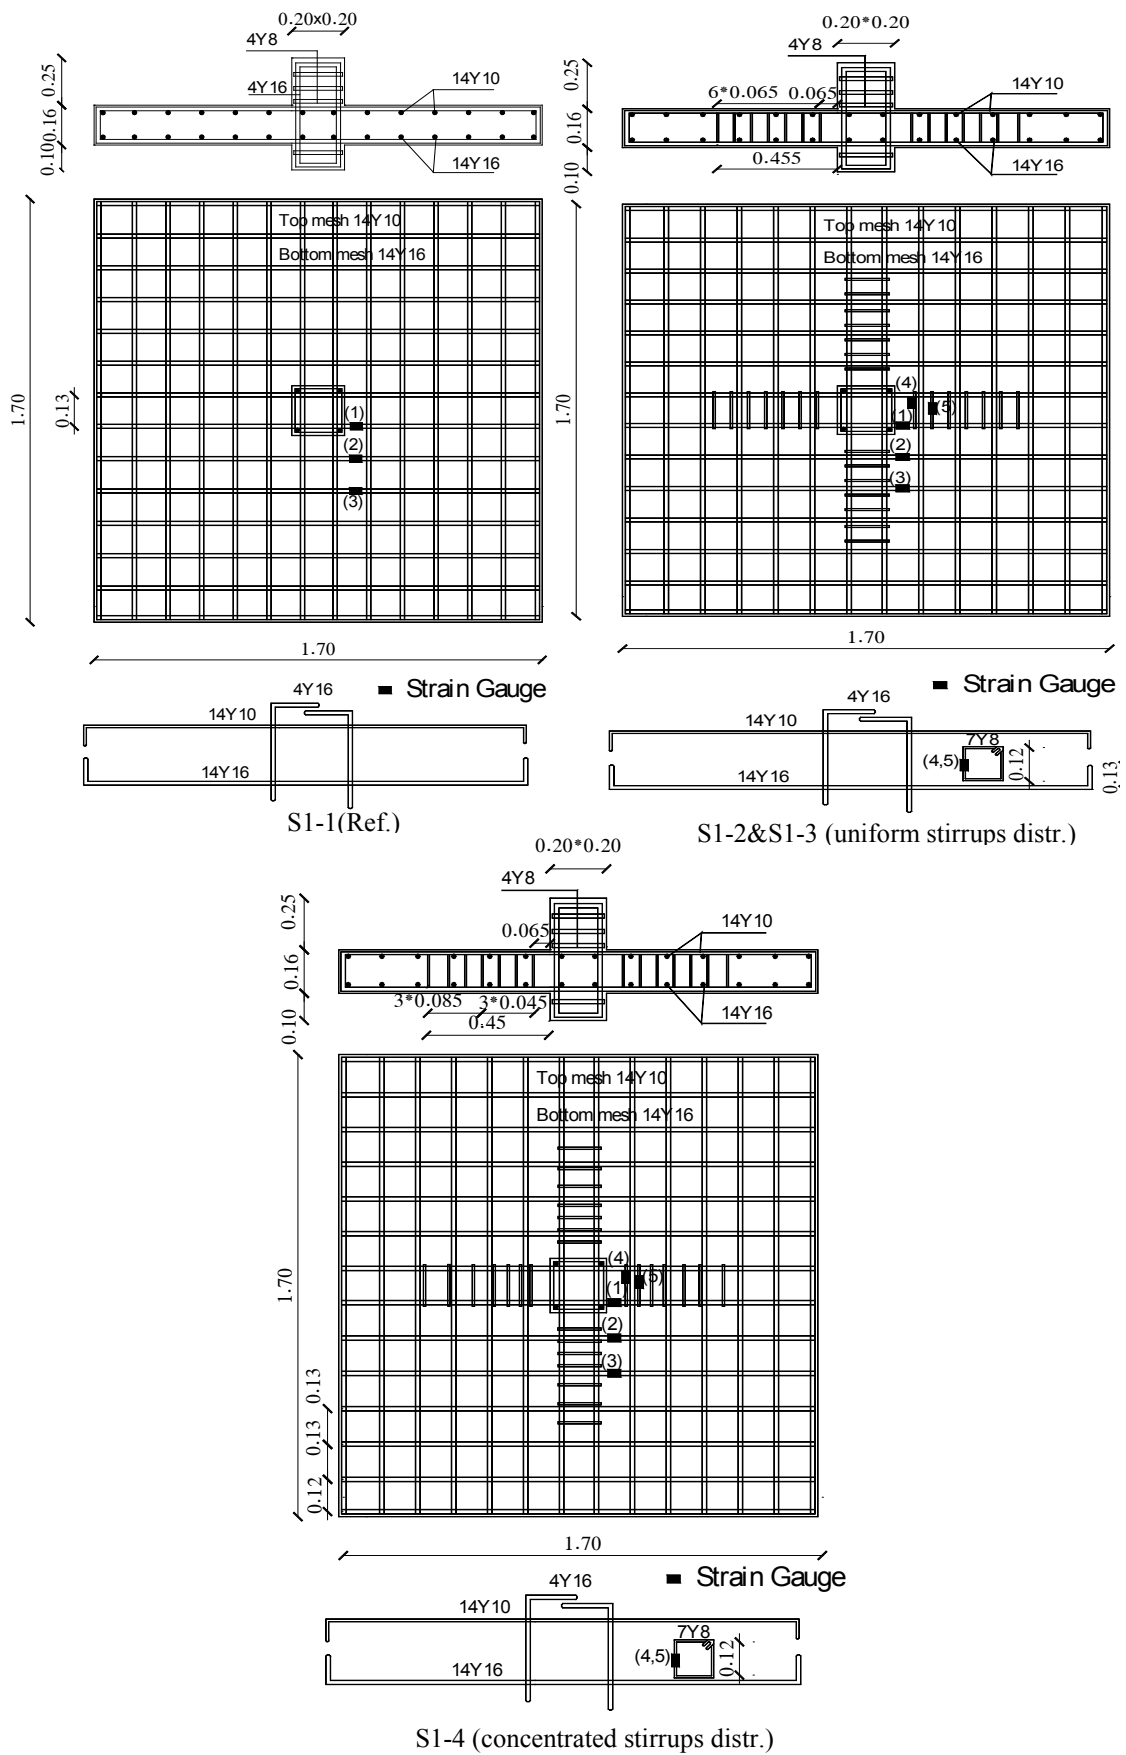 0.20×0.20
4Y8
4Y16
14Y10
14Y16
0.25
0.16
0.10
Top mesh 14Y10
Bottom mesh 14Y16
1.70
0.13
(1)
(2)
(3)
1.70
Strain Gauge
4Y16
14Y10
14Y16
S1-1(Ref.)
0.20*0.20
4Y8
14Y10
6*0.065
0.065
14Y16
0.455
0.25
0.16
0.10
Top mesh 14Y10
Bottom mesh 14Y16
1.70
(4)
(5)
(1)
(2)
(3)
1.70
Strain Gauge
4Y16
14Y10
7Y8
(4,5)
14Y16
0.12
0.13
S1-2&S1-3 (uniform stirrups distr.)
0.20*0.20
4Y8
14Y10
0.065
3*0.085
3*0.045
14Y16
0.45
0.25
0.16
0.10
Top mesh 14Y10
Bottom mesh 14Y16
1.70
(4)
(5)
(1)
(2)
(3)
0.13
0.13
0.12
1.70
Strain Gauge
4Y16
14Y10
7Y8
(4,5)
14Y16
0.12
S1-4 (concentrated stirrups distr.)